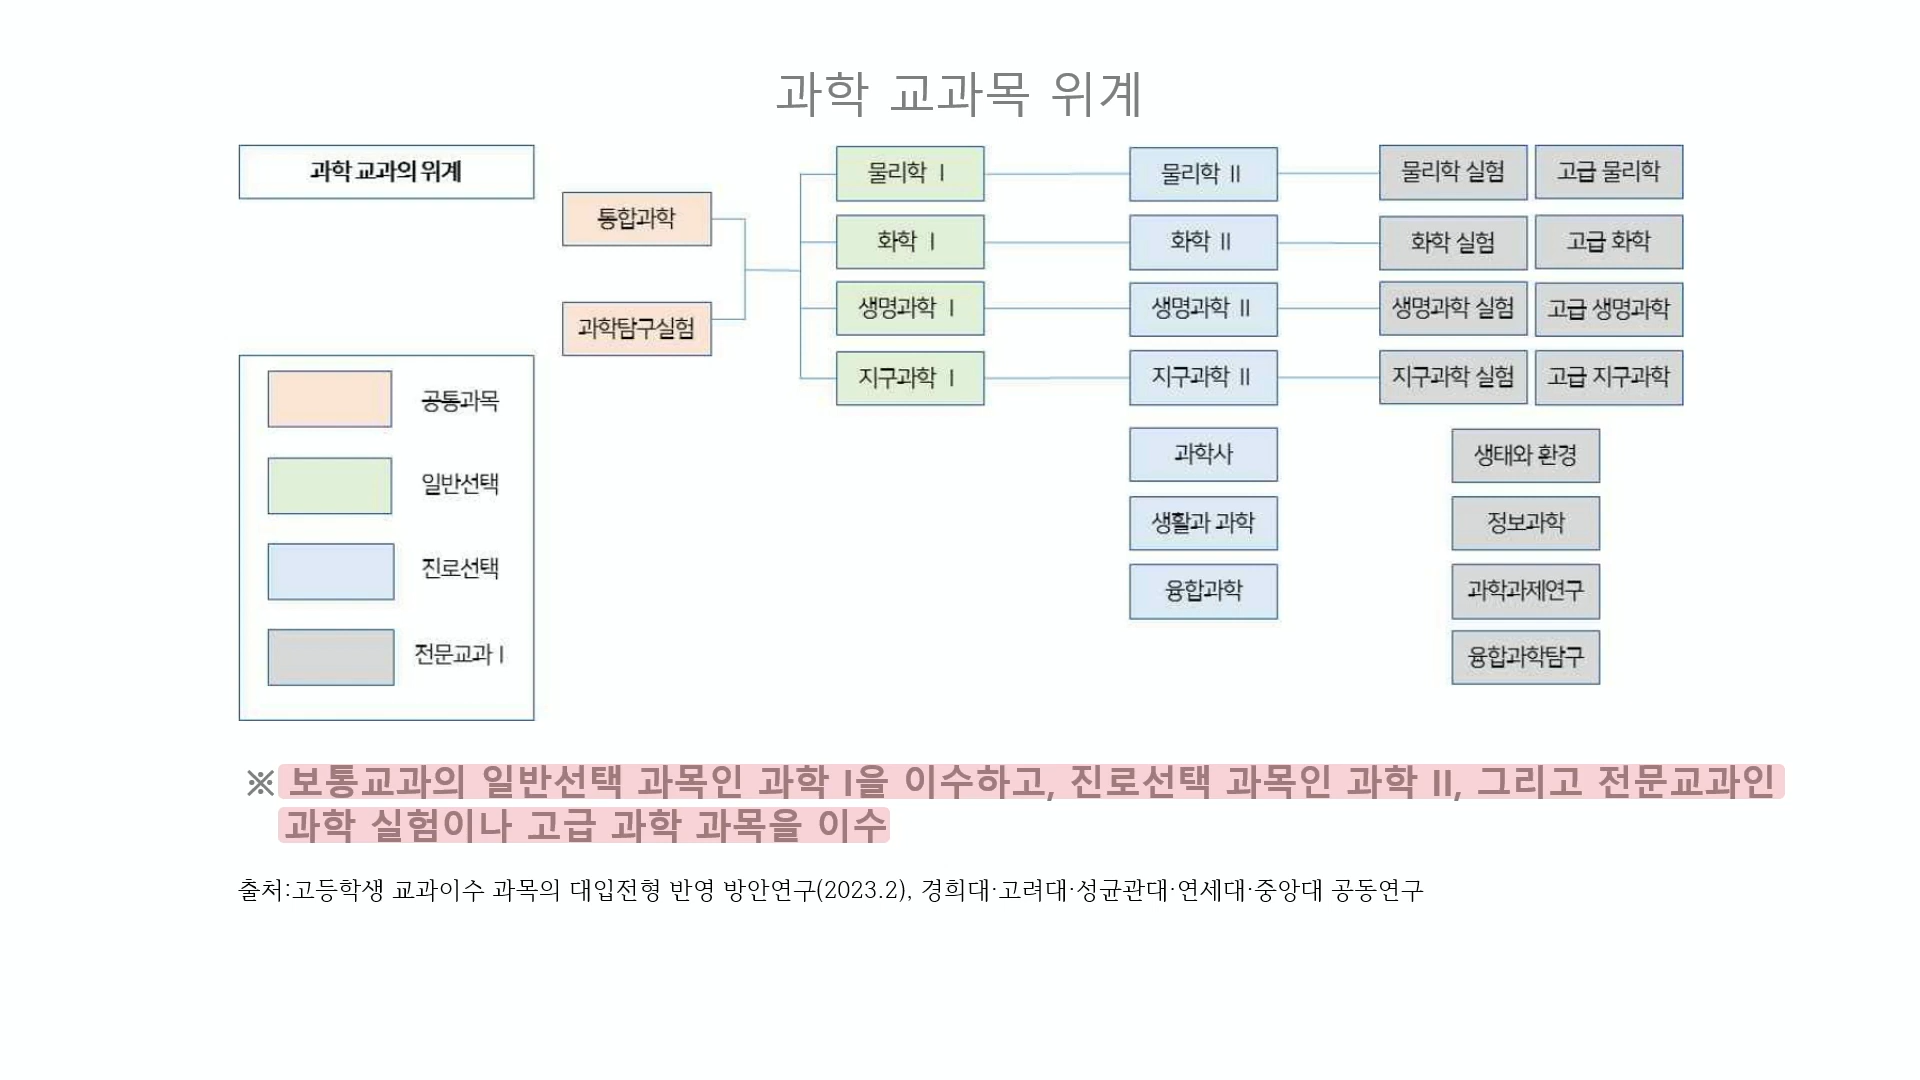 과학 교과목 위계
과학 교과의 위계
통합과학
과학탐구실험
물리학 Ⅰ
물리학 Ⅱ
물리학 실험
고급 물리학
화학 Ⅰ
화학 Ⅱ
화학 실험
고급 화학
생명과학 Ⅰ
생명과학 Ⅱ
생명과학 실험
고급 생명과학
지구과학 Ⅰ
지구과학 Ⅱ
지구과학 실험
고급 지구과학
과학사
생활과 과학
융합과학
생태와 환경
정보과학
과학과제연구
융합과학탐구
공통과목
일반선택
진로선택
전문교과 Ⅰ
※ 보통교과의 일반선택 과목인 과학 Ⅰ을 이수하고, 진로선택 과목인 과학 Ⅱ, 그리고 전문교과인
과학 실험이나 고급 과학 과목을 이수
출처:고등학생 교과이수 과목의 대입전형 반영 방안연구(2023.2), 경희대·고려대·성균관대·연세대·중앙대 공동연구